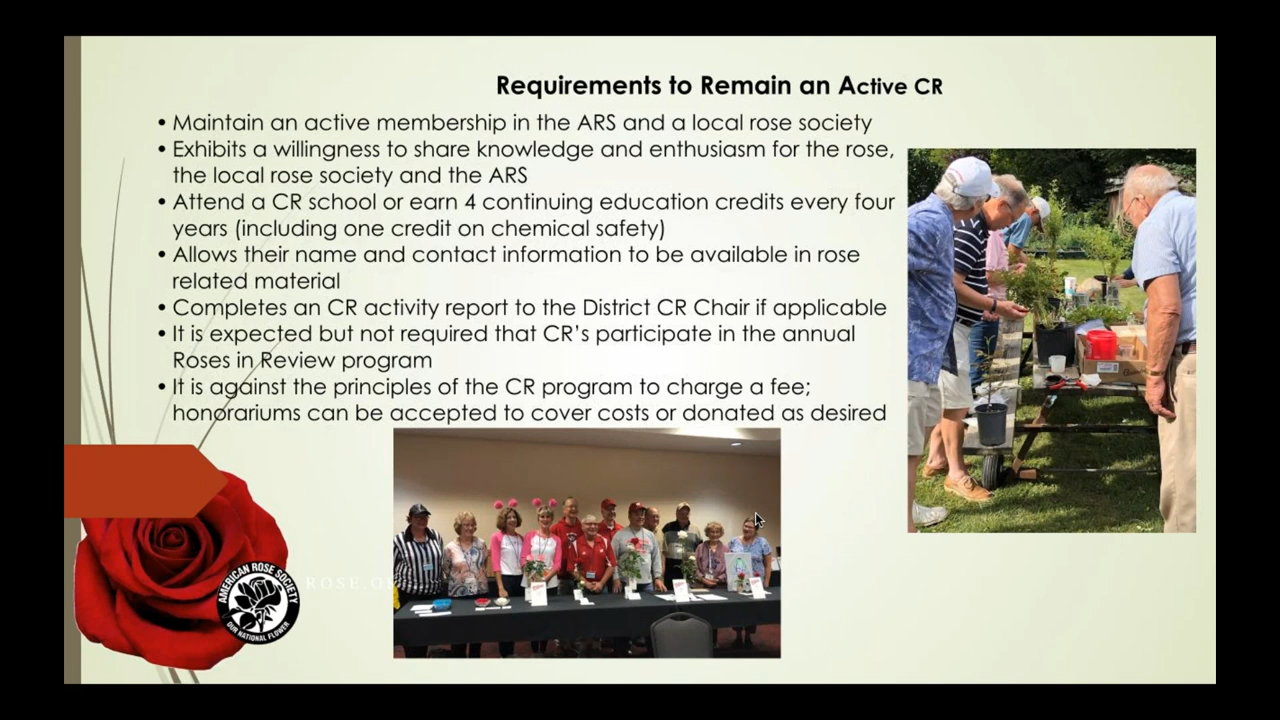 Requirements to Remain an Active CR
• Maintain an active membership in the ARS and a local rose society
• Exhibits a willingness to share knowledge and enthusiasm for the rose,
the local rose society and the ARS
• Attend a CR school or earn 4 continuing education credits every four
years (including one credit on chemical safety)
• Allows their name and contact information to be available in rose
related material
• Completes an CR activity report to the District CR Chair if applicable
• It is expected but not required that CR's participate in the annual
Roses in Review program
• It is against the principles of the CR program to charge a fee;
honorariums can be accepted to cover costs or donated as desired
AMERICAN ROSE SOCIETY
OUR NATIONAL FLOWER
ROSE.O